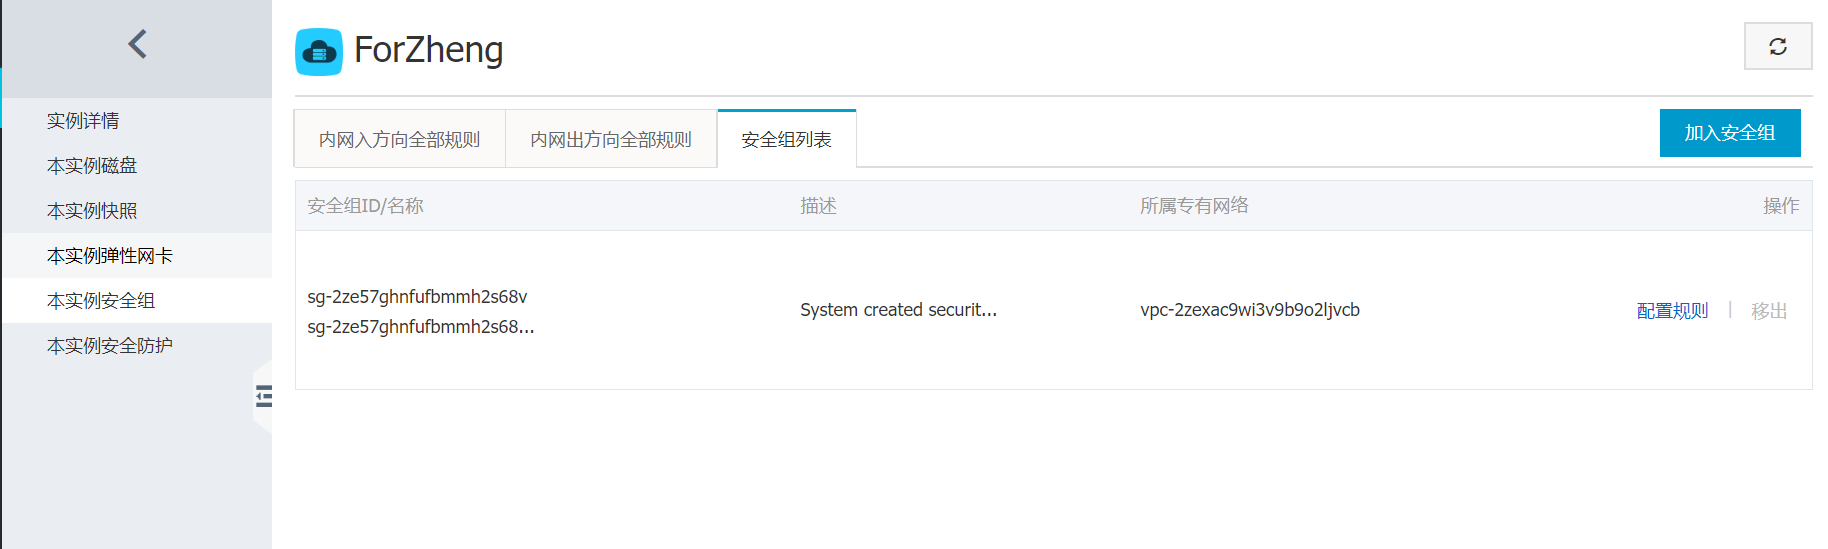 ForZheng
实例详情
本实例磁盘
本实例快照
本实例弹性网卡
本实例安全组
本实例安全防护
内网入方向全部规则 内网出方向全部规则 安全组列表 加入安全组
安全组ID/名称 描述 所属专有网络 操作
sg-2ze57ghnfufbmmh2s68v
sg-2ze57ghnfufbmmh2s68...
System created securit... vpc-2zexac9wi3v9b9o2ljvcb 配置规则 | 移出